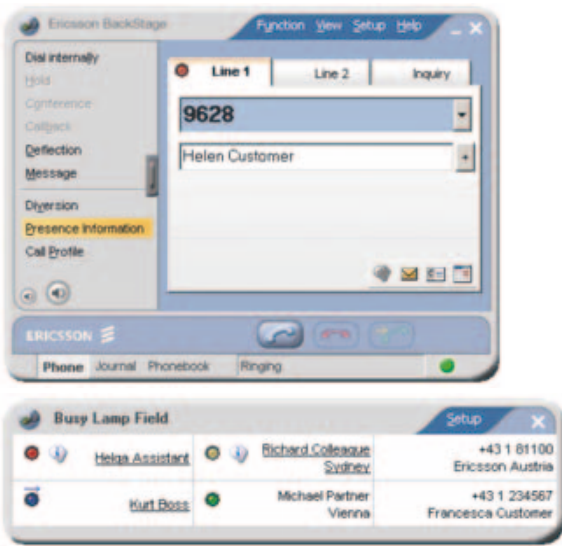 Ericsson BackStage
Function View Setup Help
Dial internally
Hold
Conference
Callback
Deflection
Message
Diversion
Presence Information
Call Profile
Line 1
Line 2
Inquiry
9628
Helen Customer
ERICSSON
Phone Journal Phonebook Ringing
Busy Lamp Field
Setup
Helga Assistant
Richard Colleague
Sydney
+43 1 81100
Ericsson Austria
Kurt Boss
Michael Partner
Vienna
+43 1 234567
Francesca Customer